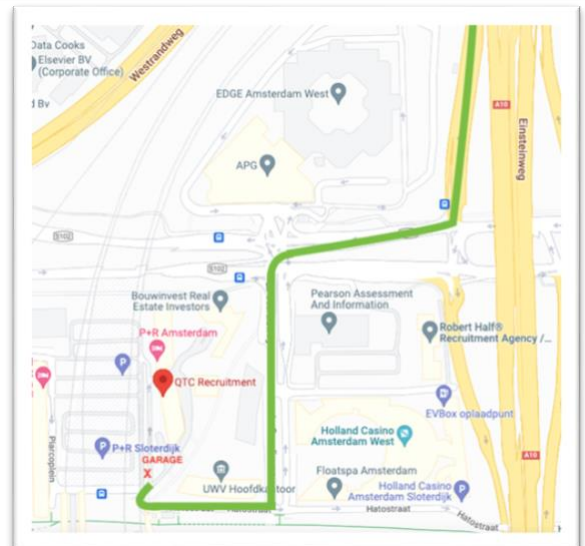 Data Cooks
Elsevier BV
(Corporate Office)
d Bv
Westrandweg
EDGE Amsterdam West
A10
Einsteinweg
APG
S102
S102
Bouwinvest Real
Estate Investors
Pearson Assessment
And Information
P+R Amsterdam
Robert Half®
Recruitment Agency /...
QTC Recruitment
EVBox oplaadpunt
Piarcoplein
Holland Casino
Amsterdam West
P+R Sloterdijk
GARAGE
X
A10
Floatspa Amsterdam
UWV Hoofdkantoor
Holland Casino
Amsterdam Sloterdijk
Hatostraat
Hatostraat